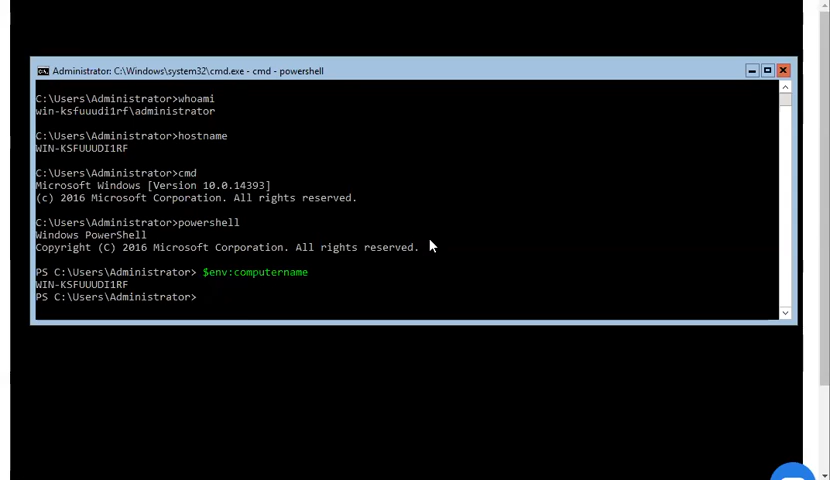 Administrator: C:\Windows\system32\cmd.exe - cmd - powershell
C:\Users\Administrator>whoami
win-ksfuuudi1rf\administrator
C:\Users\Administrator>hostname
WIN-KSFUUUDI1RF
C:\Users\Administrator>cmd
Microsoft Windows [Version 10.0.14393]
(c) 2016 Microsoft Corporation. All rights reserved.
C:\Users\Administrator>powershell
Windows PowerShell
Copyright (C) 2016 Microsoft Corporation. All rights reserved.
PS C:\Users\Administrator> $env:computername
WIN-KSFUUUDI1RF
PS C:\Users\Administrator>